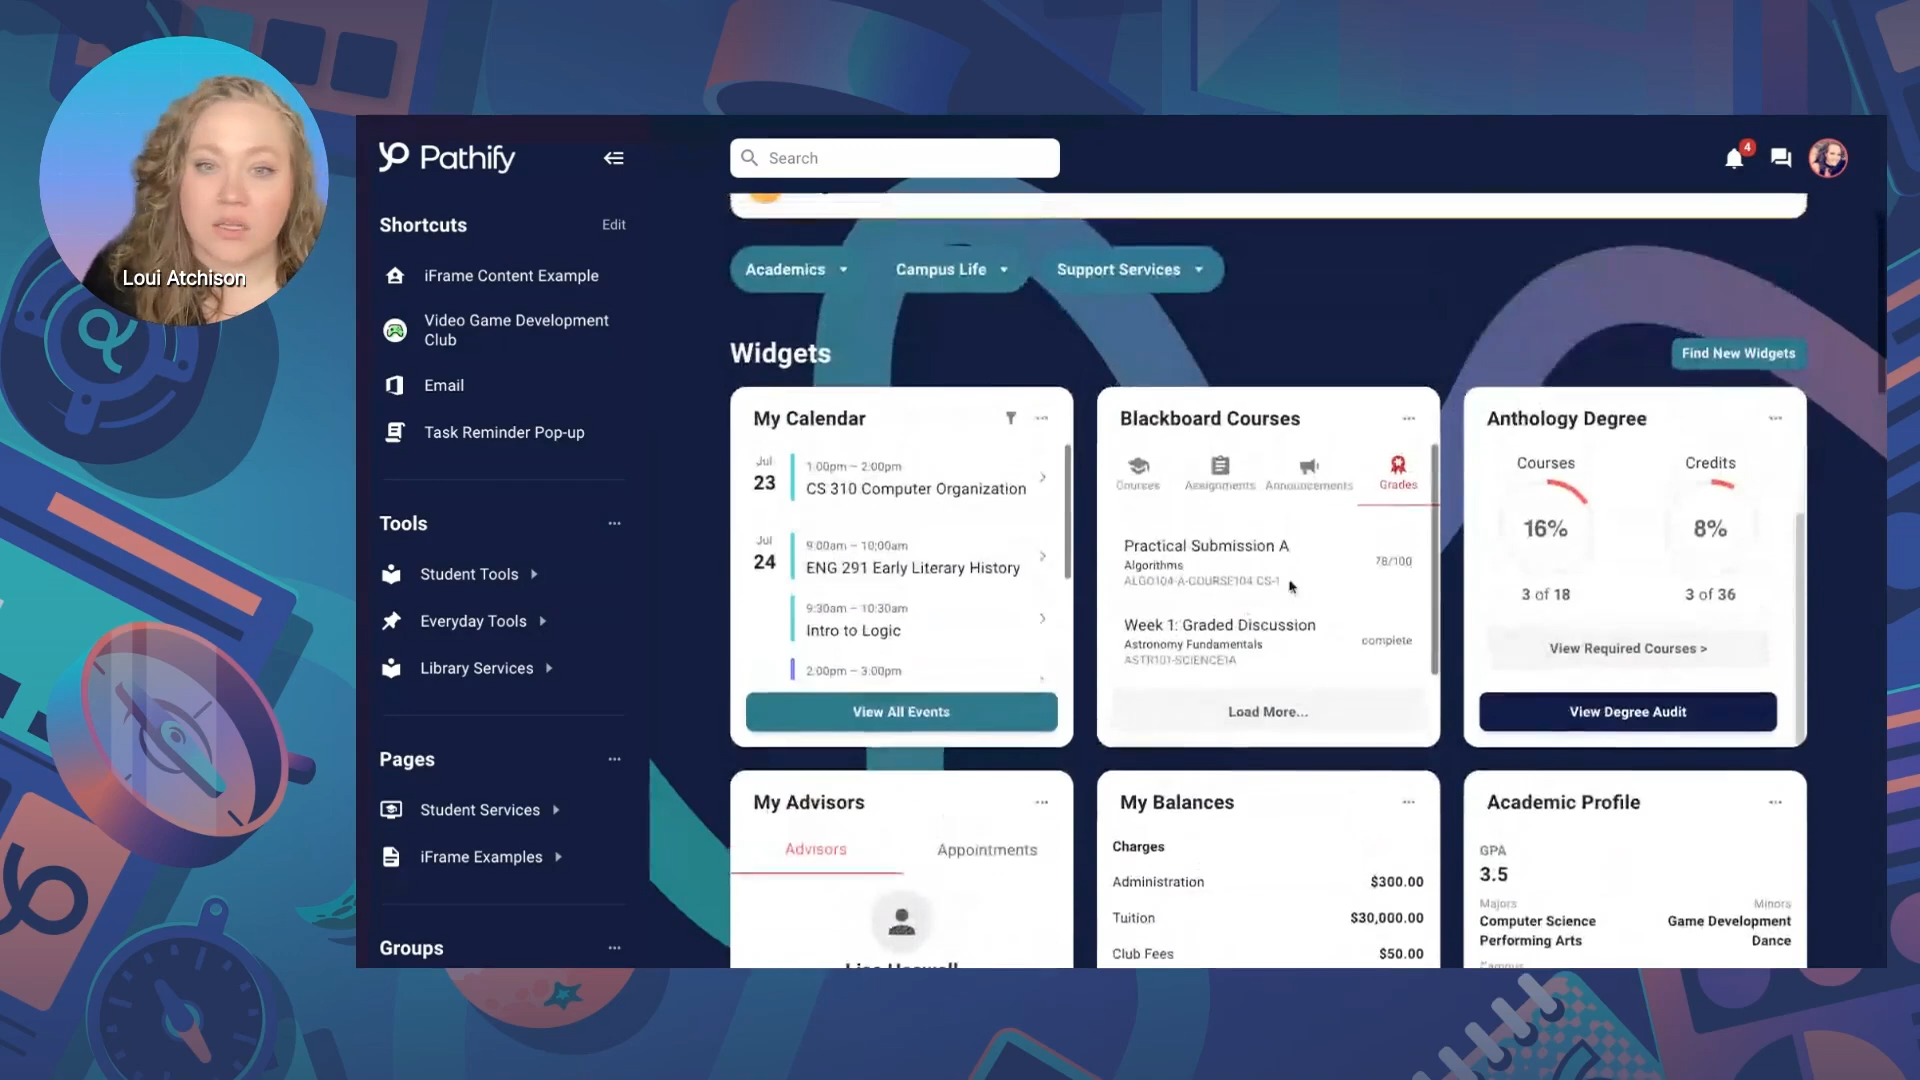 Loui Atchison
Pathify
Search
4
Shortcuts
Edit
iFrame Content Example
Video Game Development
Club
Email
Task Reminder Pop-up
Tools
Student Tools
Everyday Tools
Library Services
Pages
Student Services
iFrame Examples
Groups
Academics
Campus Life
Support Services
Widgets
Find New Widgets
My Calendar
Jul
23
1:00pm – 2:00pm
CS 310 Computer Organization
Jul
24
9:00am – 10:00am
ENG 291 Early Literary History
9:30am – 10:30am
Intro to Logic
2:00pm – 3:00pm
View All Events
Blackboard Courses
Courses
Assignments
Announcements
Grades
Practical Submission A
Algorithms
78/100
ALGO104-A-COURSE104 CS-1
Week 1: Graded Discussion
Astronomy Fundamentals
complete
ASTR101-SCIENCE1A
Load More...
Anthology Degree
Courses
Credits
16%
8%
3 of 18
3 of 36
View Required Courses >
View Degree Audit
My Advisors
Advisors
Appointments
My Balances
Charges
Administration
$300.00
Tuition
$30,000.00
Club Fees
$50.00
Academic Profile
GPA
3.5
Majors
Minors
Computer Science
Game Development
Performing Arts
Dance